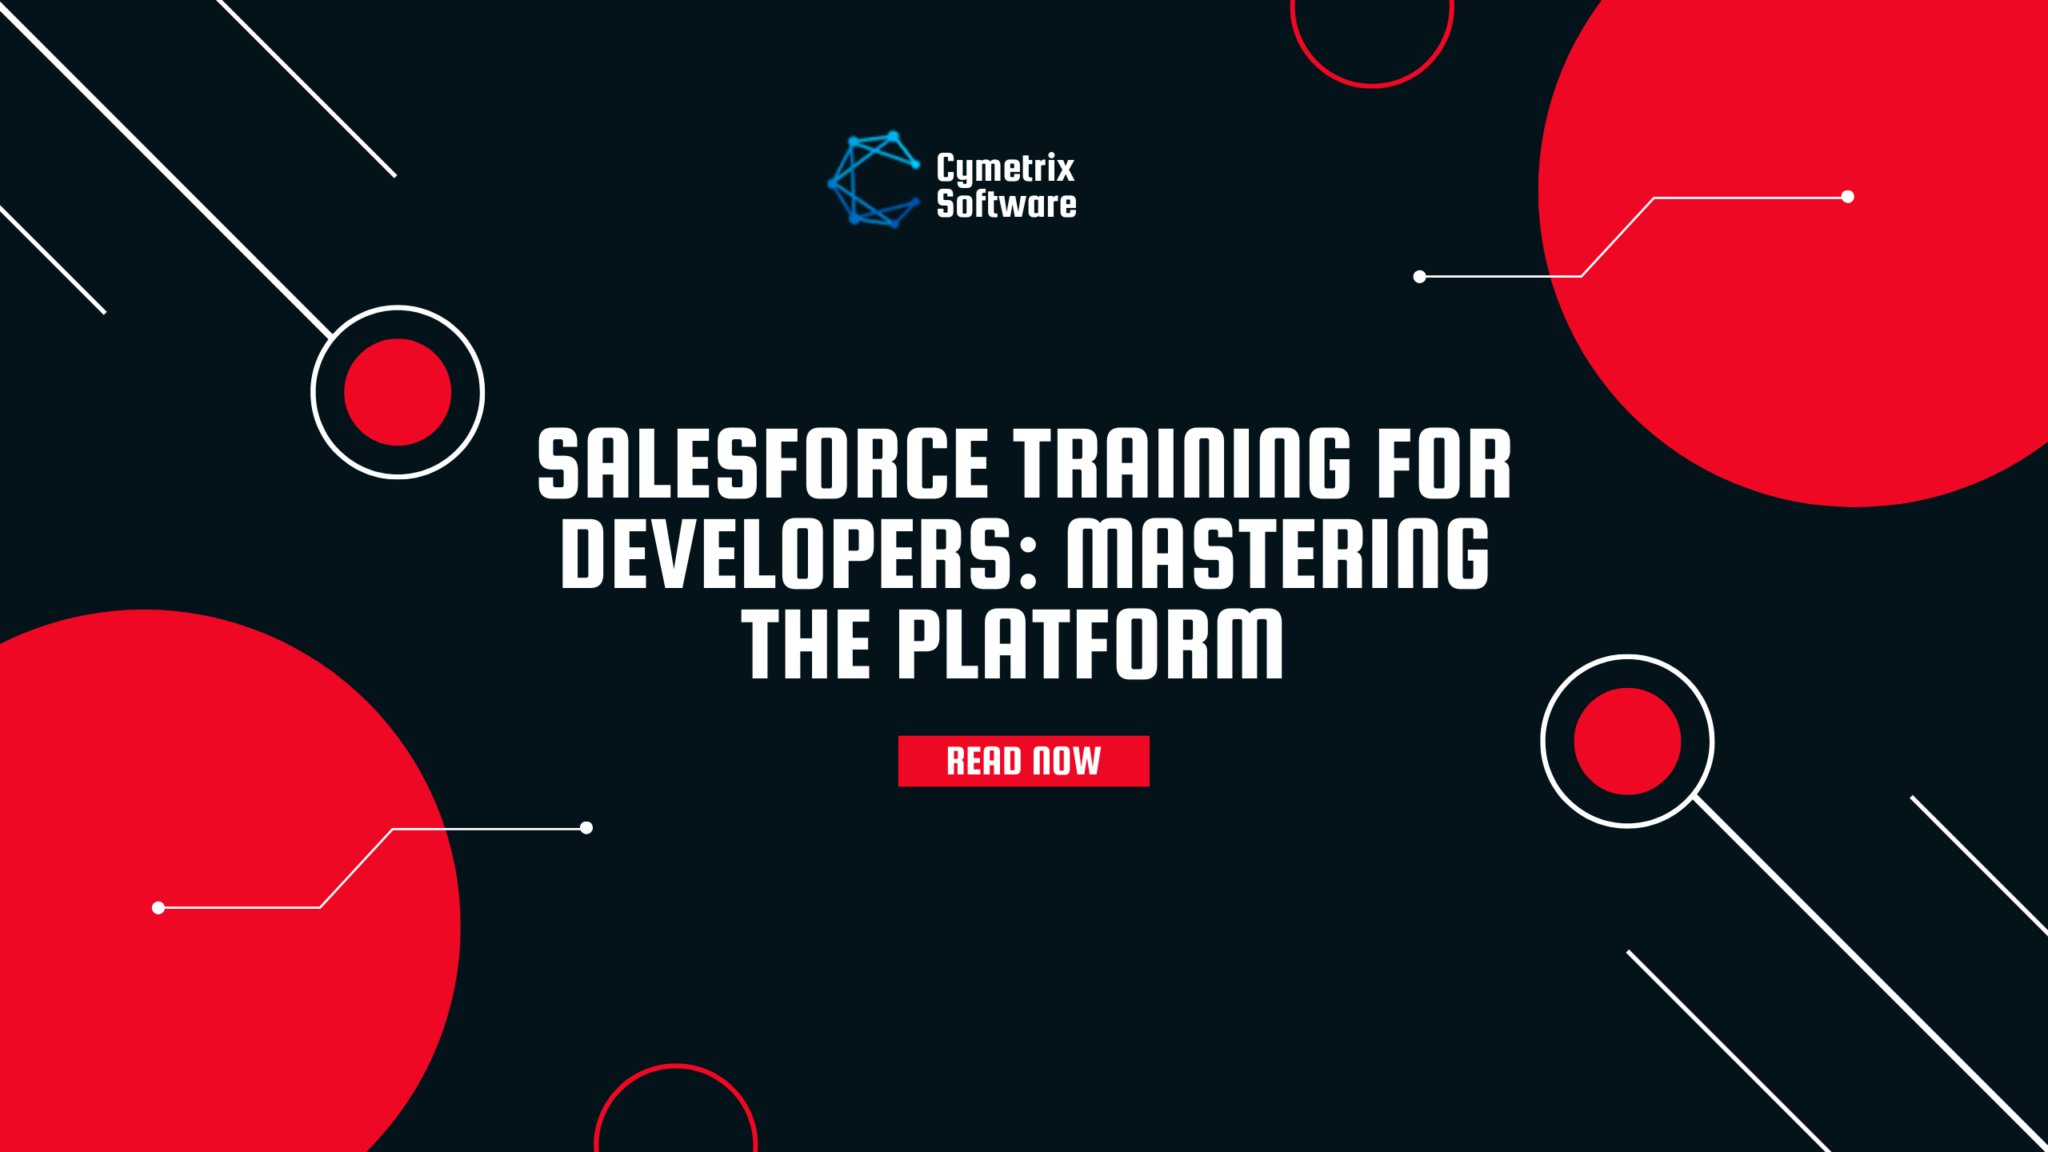 Cymetrix
Software
SALESFORCE TRAINING FOR
DEVELOPERS: MASTERING
THE PLATFORM
READ NOW